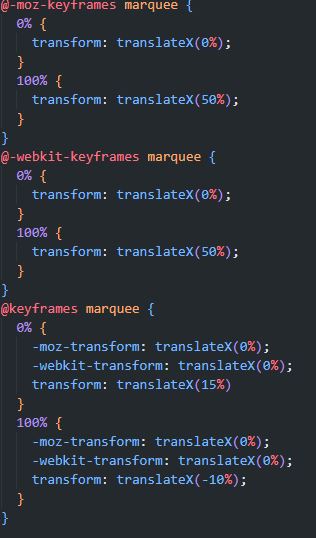 @-moz-keyframes marquee {
0% {
transform: translateX(0%);
}
100% {
transform: translateX(50%);
}
}
@-webkit-keyframes marquee {
0% {
transform: translateX(0%);
}
100% {
transform: translateX(50%);
}
}
@keyframes marquee {
0% {
-moz-transform: translateX(0%);
-webkit-transform: translateX(0%);
transform: translateX(15%)
}
100% {
-moz-transform: translateX(0%);
-webkit-transform: translateX(0%);
transform: translateX(-10%);
}
}